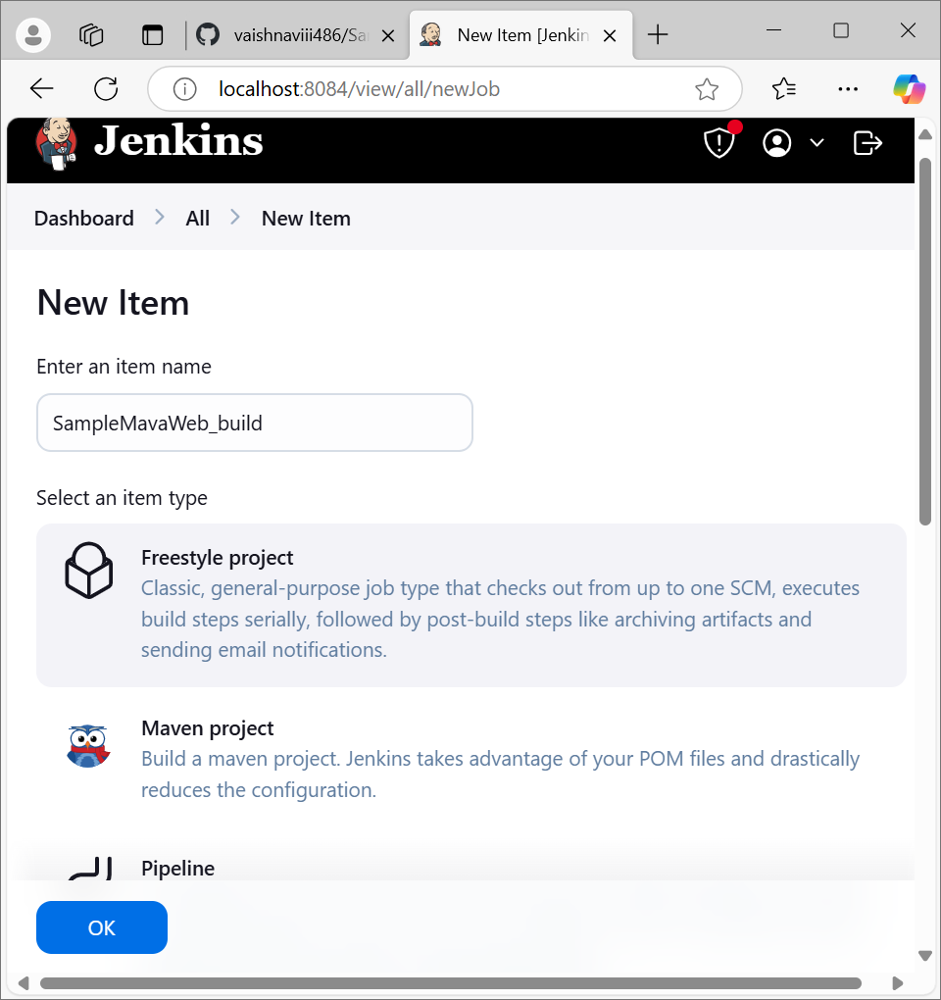 vaishnaviii486/Sa
New Item [Jenkin
localhost:8084/view/all/newJob
Jenkins
Dashboard
All
New Item
New Item
Enter an item name
SampleMavaWeb_build
Select an item type
Freestyle project
Classic, general-purpose job type that checks out from up to one SCM, executes
build steps serially, followed by post-build steps like archiving artifacts and
sending email notifications.
Maven project
Build a maven project. Jenkins takes advantage of your POM files and drastically
reduces the configuration.
Pipeline
OK